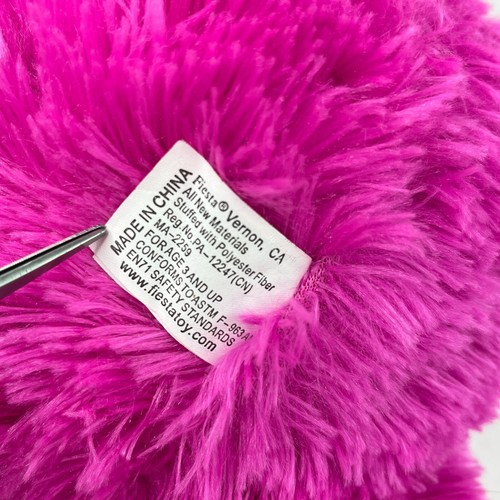 Fiesta® Vernon, CA
All New Materials
Stuffed with Polyester Fiber
Reg.No.PA-12247(CN)
MA-2259
MADE IN CHINA
FOR AGE 3 AND UP
CONFORMS TO ASTM F-963
EN71 SAFETY STANDARDS
www.fiestatoy.com